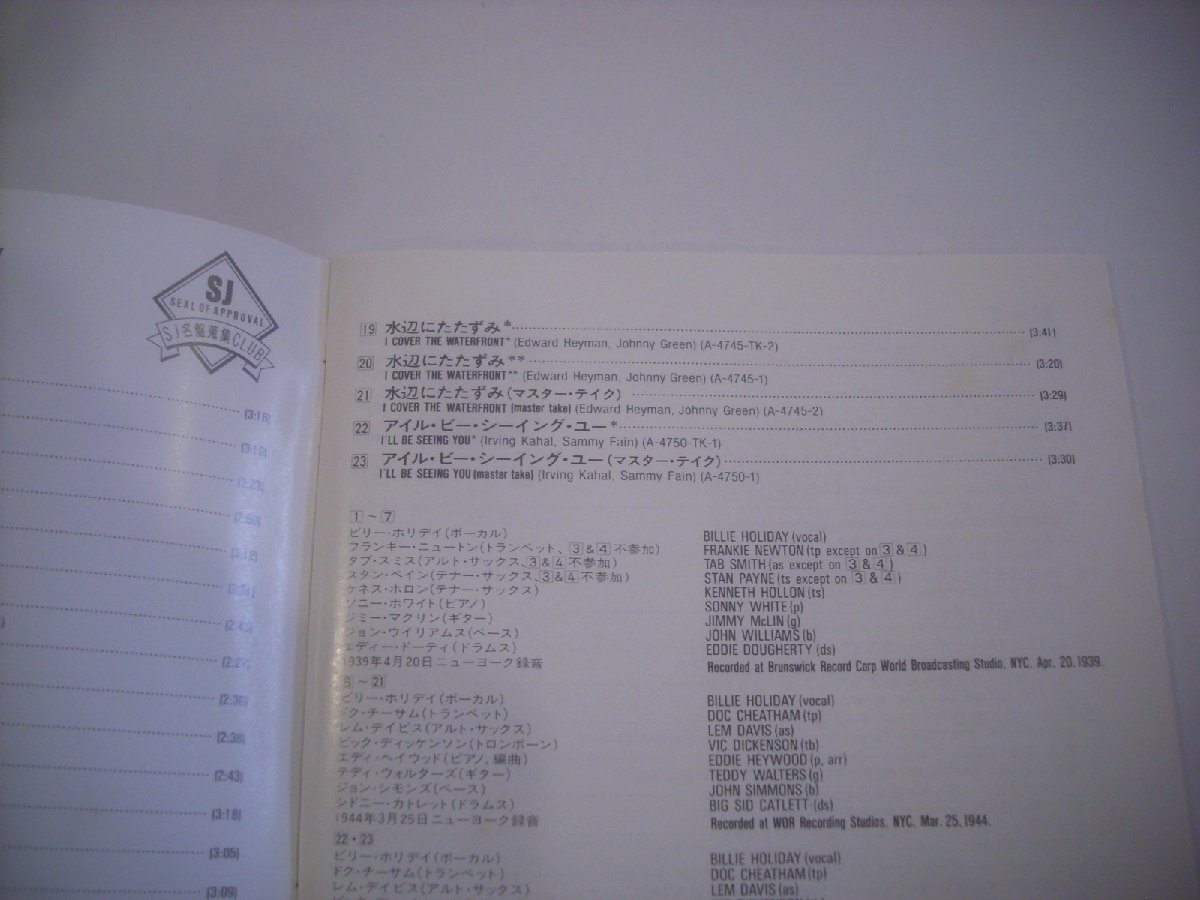 SJ
SEAL OF APPROVAL
SJ名盤蒐集CLUB
(3:18)
(3:16)
(3:23)
(3:12)
(2:36)
(2:38)
(2:43)
(3:18)
(3:05)
(3:09)
19 水辺にたたずみ* (3:41)
I COVER THE WATERFRONT* (Edward Heyman, Johnny Green) (A-4745-TK-2)
20 水辺にたたずみ** (3:20)
I COVER THE WATERFRONT** (Edward Heyman, Johnny Green) (A-4745-1)
21 水辺にたたずみ(マスター・テイク) (3:29)
I COVER THE WATERFRONT (master take) (Edward Heyman, Johnny Green) (A-4745-2)
22 アイル・ビー・シーイング・ユー* (3:37)
I'LL BE SEEING YOU* (Irving Kahal, Sammy Fain) (A-4750-TK-1)
23 アイル・ビー・シーイング・ユー(マスター・テイク) (3:30)
I'LL BE SEEING YOU (master take) (Irving Kahal, Sammy Fain) (A-4750-1)
1～7
ビリー・ホリデイ(ボーカル)
フランキー・ニュートン(トランペット、3&4不参加)
タブ・スミス(アルト・サックス、3&4不参加)
スタン・ペイン(テナー・サックス、3&4不参加)
ケネス・ホロン(テナー・サックス)
ソニー・ホワイト(ピアノ)
ジミー・マクリン(ギター)
ジョン・ウイリアムス(ベース)
エディー・ドーティ(ドラムス)
1939年4月20日ニューヨーク録音
BILLIE HOLIDAY (vocal)
FRANKIE NEWTON (tp except on 3 & 4)
TAB SMITH (as except on 3 & 4)
STAN PAYNE (ts except on 3 & 4)
KENNETH HOLLON (ts)
SONNY WHITE (p)
JIMMY McLIN (g)
JOHN WILLIAMS (b)
EDDIE DOUGHERTY (ds)
Recorded at Brunswick Record Corp World Broadcasting Studio, NYC, Apr. 20, 1939.
8～21
ビリー・ホリデイ(ボーカル)
ドク・チーサム(トランペット)
レム・デイビス(アルト・サックス)
ビック・ディッケンソン(トロンボーン)
エディ・ヘイウッド(ピアノ、編曲)
テディ・ウォルターズ(ギター)
ジョン・シモンズ(ベース)
シドニー・カトレット(ドラムス)
1944年3月25日ニューヨーク録音
BILLIE HOLIDAY (vocal)
DOC CHEATHAM (tp)
LEM DAVIS (as)
VIC DICKENSON (tb)
EDDIE HEYWOOD (p, arr)
TEDDY WALTERS (g)
JOHN SIMMONS (b)
BIG SID CATLETT (ds)
Recorded at WOR Recording Studios, NYC, Mar. 25, 1944.
22・23
ビリー・ホリデイ(ボーカル)
ドク・チーサム(トランペット)
レム・デイビス(アルト・サックス)
BILLIE HOLIDAY (vocal)
DOC CHEATHAM (tp)
LEM DAVIS (as)